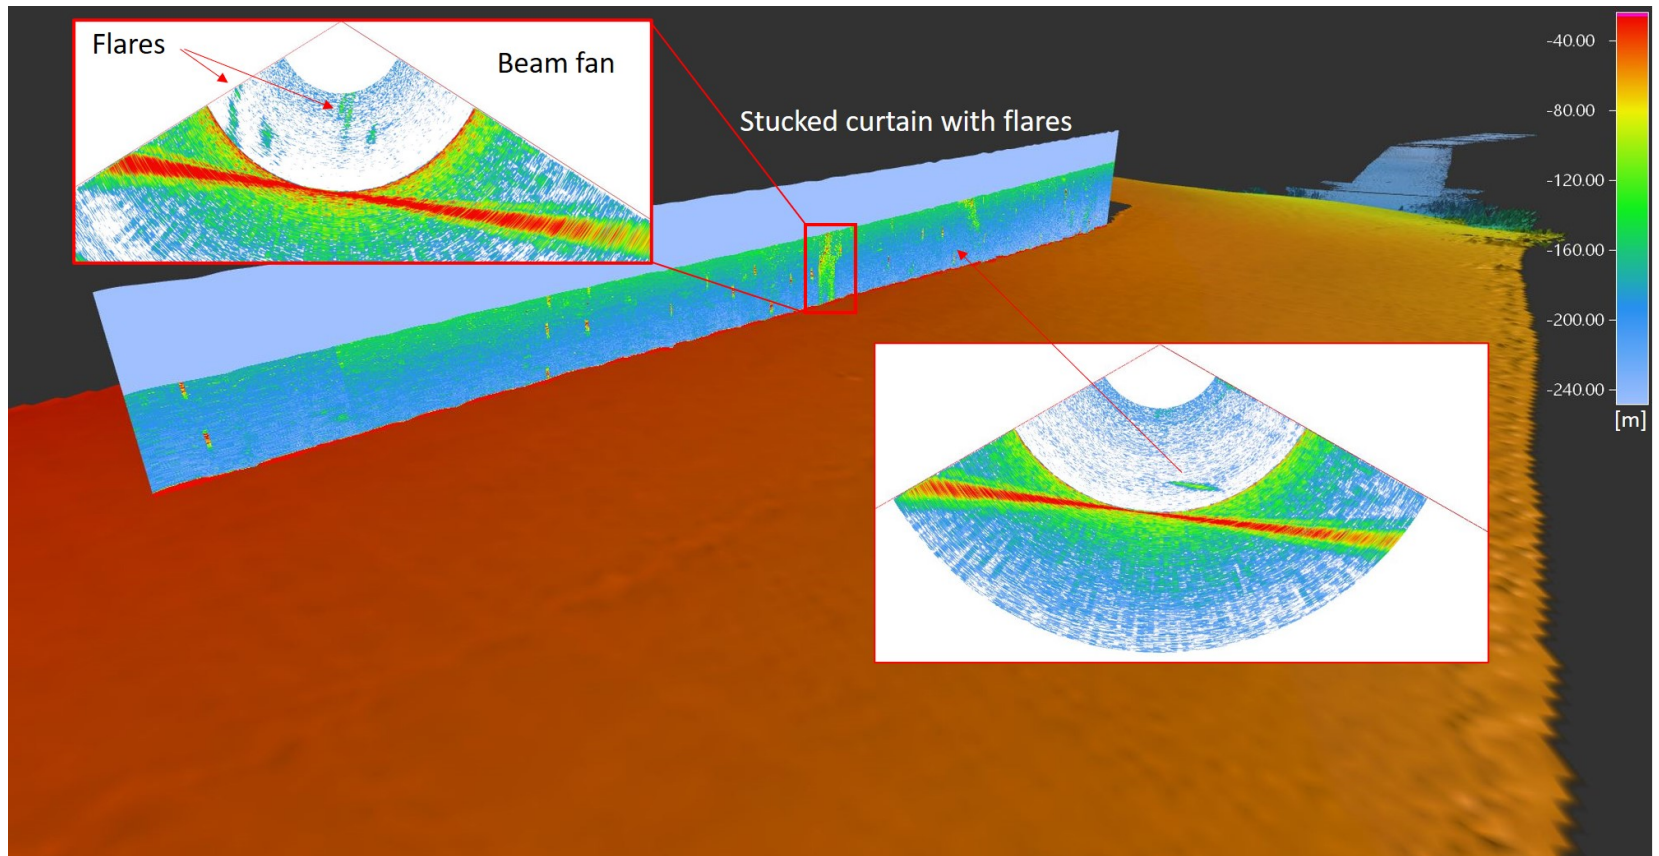 Flares
Beam fan
Stucked curtain with flares
-40.00
-80.00
-120.00
-160.00
-200.00
-240.00
[m]